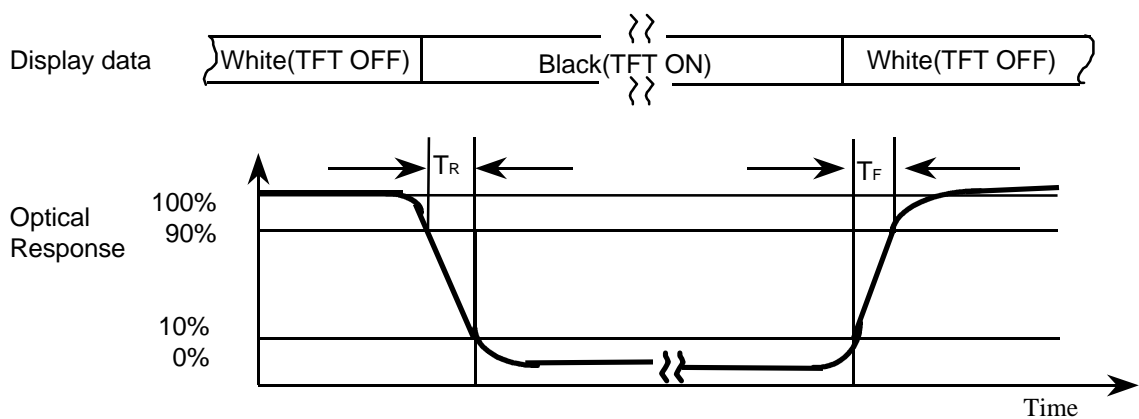 Display data
White(TFT OFF) Black(TFT ON) White(TFT OFF)
TR TF
Optical
Response
100%
90%
10%
0%
Time